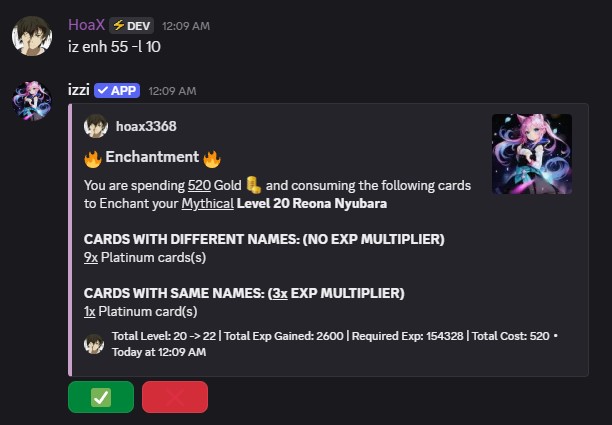 HoaX ⚡DEV 12:09 AM
iz enh 55 -l 10
izzi ✓ APP 12:09 AM
hoax3368
🔥 Enchantment 🔥
You are spending 520 Gold and consuming the following cards
to Enchant your Mythical Level 20 Reona Nyubara
CARDS WITH DIFFERENT NAMES: (NO EXP MULTIPLIER)
9x Platinum cards(s)
CARDS WITH SAME NAMES: (3x EXP MULTIPLIER)
1x Platinum card(s)
Total Level: 20 -> 22 | Total Exp Gained: 2600 | Required Exp: 154328 | Total Cost: 520 •
Today at 12:09 AM